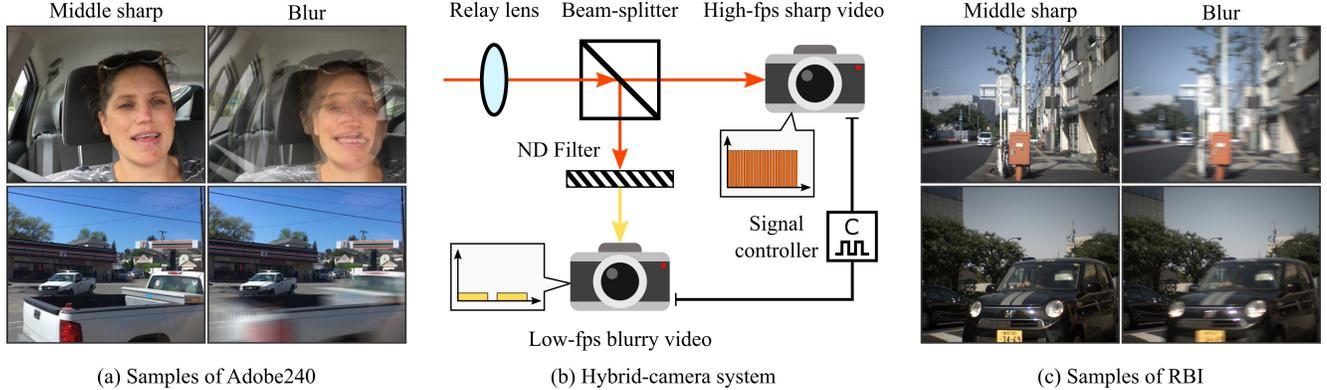 Middle sharp
Blur
Relay lens
Beam-splitter
High-fps sharp video
ND Filter
Signal
controller
C
Low-fps blurry video
Middle sharp
Blur
(a) Samples of Adobe240
(b) Hybrid-camera system
(c) Samples of RBI